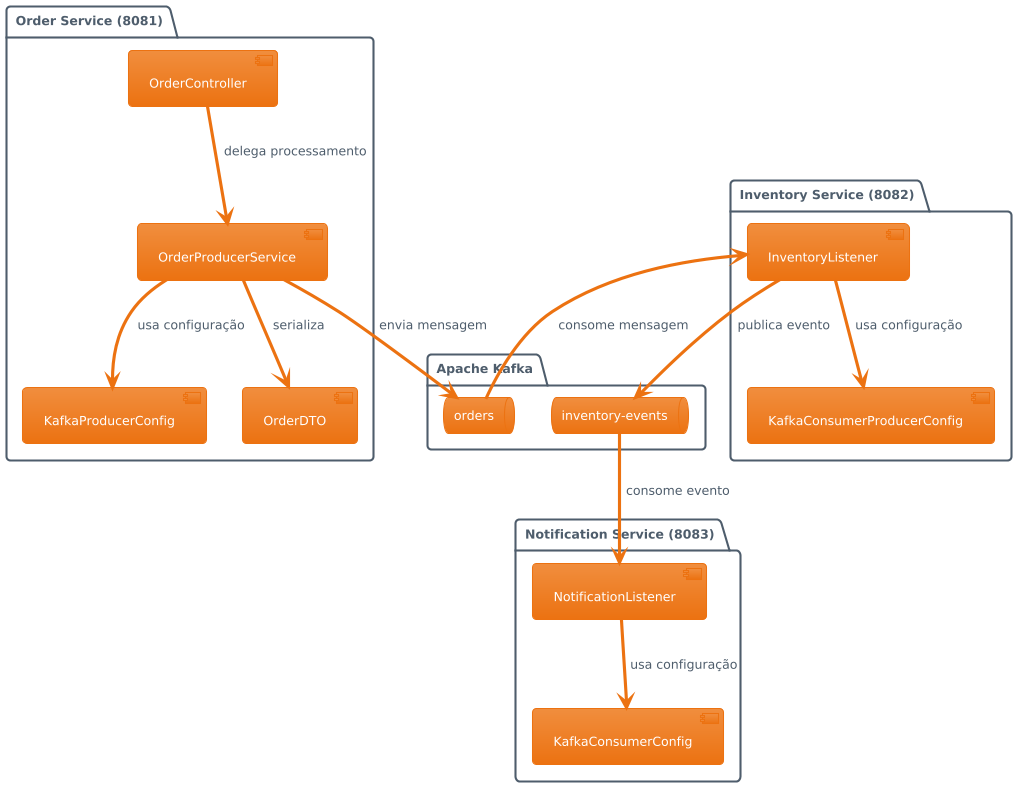 Order Service (8081)
OrderController
delega processamento
Inventory Service (8082)
OrderProducerService
InventoryListener
usa configuração
serializa
envia mensagem
consome mensagem
publica evento
usa configuração
Apache Kafka
KafkaProducerConfig
OrderDTO
orders
inventory-events
KafkaConsumerProducerConfig
consome evento
Notification Service (8083)
NotificationListener
usa configuração
KafkaConsumerConfig